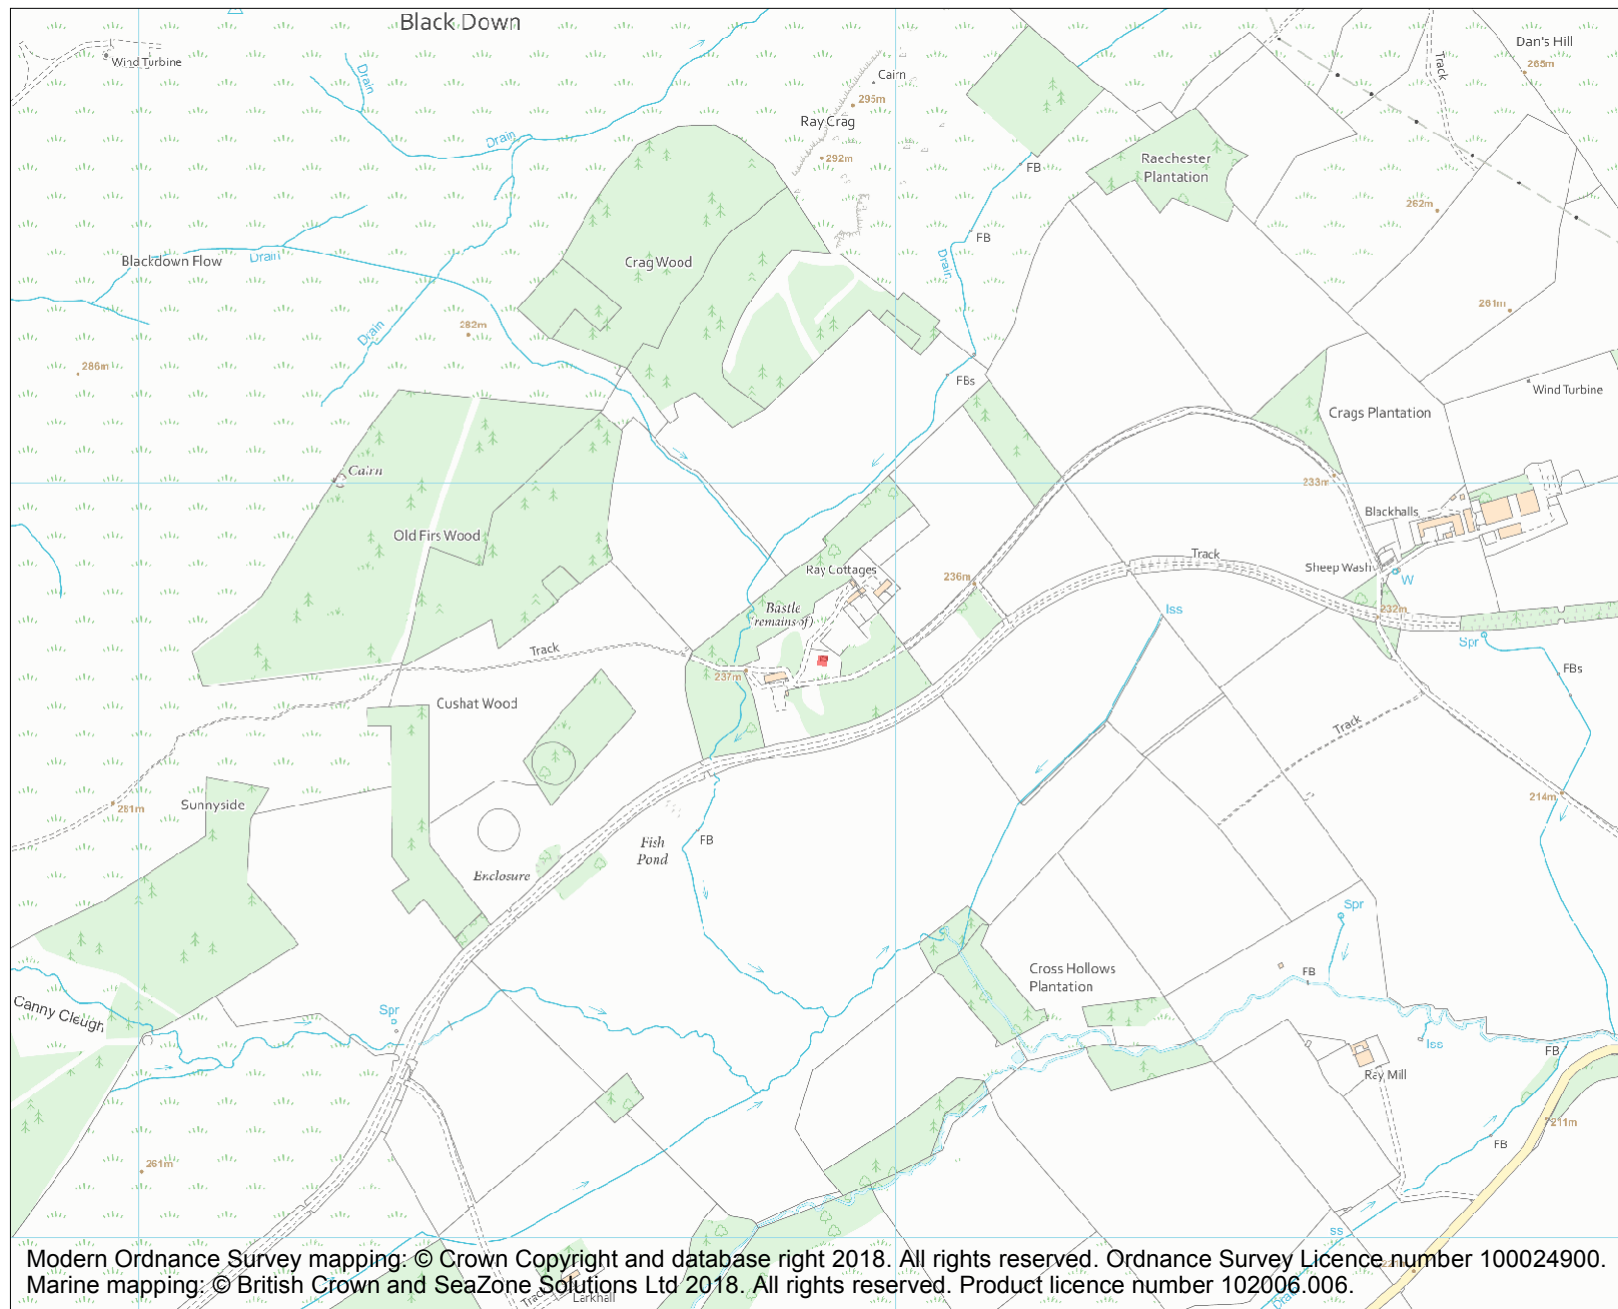 Black Down
Dan's Hill
265m
Wind Turbine
Track
Drain
Cairn
295m
Ray Crag
Drain
292m
Raechester
Plantation
FB
262m
FB
Blackdown Flow
Drain
Crag Wood
Drain
261m
282m
Drain
286m
FBs
Wind Turbine
Crags Plantation
Cairn
233m
Blackhalls
Old Firs Wood
Track
Ray Cottages
Sheep Wash
236m
W
Bastle
(remains of)
Iss
232m
Spr
Track
FBs
237m
Cushat Wood
Track
214m
Sunnyside
281m
FB
Fish
Pond
Enclosure
Spr
Cross Hollows
Plantation
FB
Canny Cleugh
Spr
Iss
FB
Ray Mill
211m
261m
FB
ss
Modern Ordnance Survey mapping: © Crown Copyright and database right 2018. All rights reserved. Ordnance Survey Licence number 100024900.
Marine mapping: © British Crown and SeaZone Solutions Ltd 2018. All rights reserved. Product licence number 102006.006.
Track
Larkhall
Drain